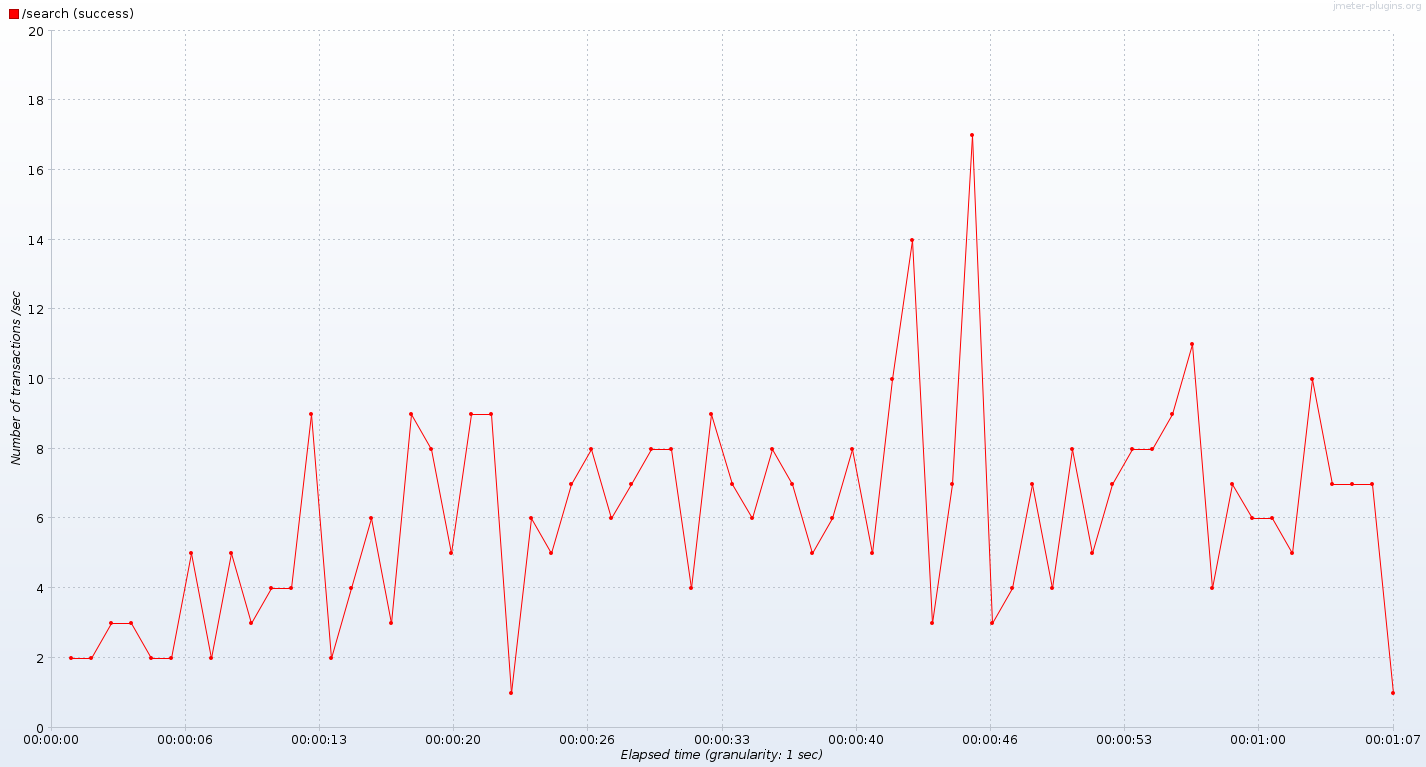 /search (success)
jmeter-plugins.org
20
18
16
14
12
10
8
6
4
2
0
Number of transactions /sec
00:00:00 00:00:06 00:00:13 00:00:20 00:00:26 00:00:33 00:00:40 00:00:46 00:00:53 00:01:00 00:01:07
Elapsed time (granularity: 1 sec)